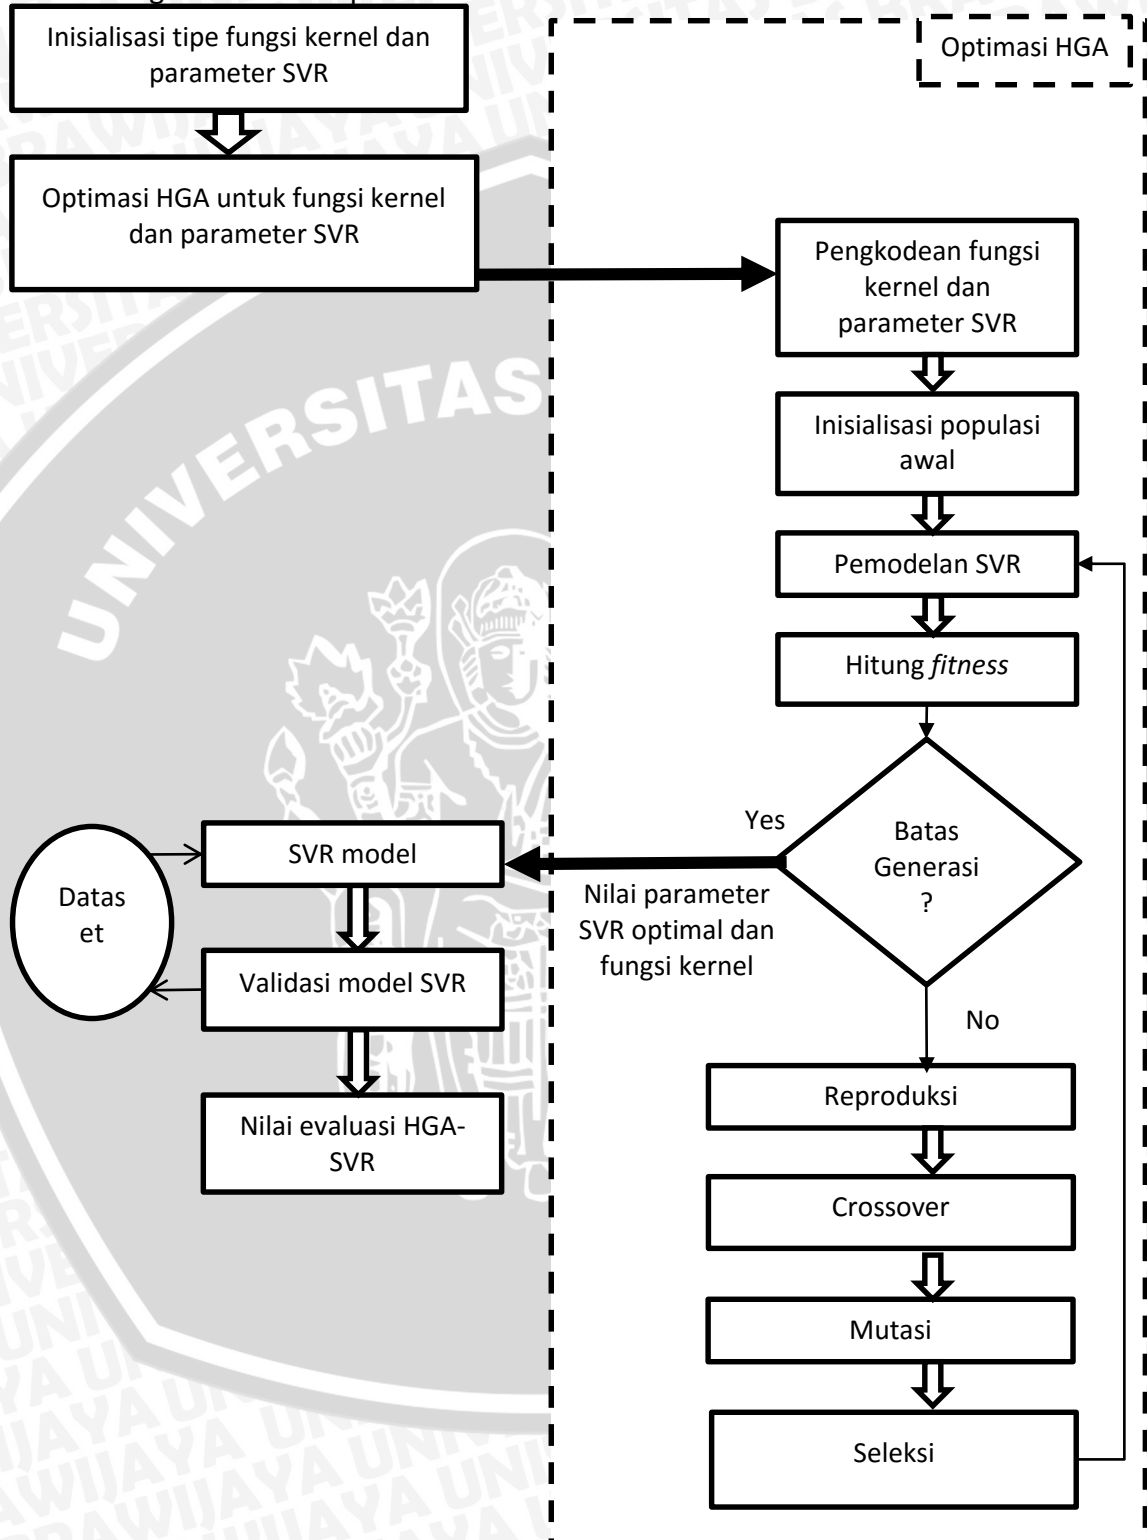 Inisialisasi tipe fungsi kernel dan
parameter SVR
Optimasi HGA
Optimasi HGA untuk fungsi kernel
dan parameter SVR
Pengkodean fungsi
kernel dan
parameter SVR
Inisialisasi populasi
awal
Pemodelan SVR
Hitung fitness
Batas
Generasi
?
Yes
Nilai parameter
SVR optimal dan
fungsi kernel
SVR model
Datas
et
Validasi model SVR
Nilai evaluasi HGA-
SVR
No
Reproduksi
Crossover
Mutasi
Seleksi
UNIVERSITAS